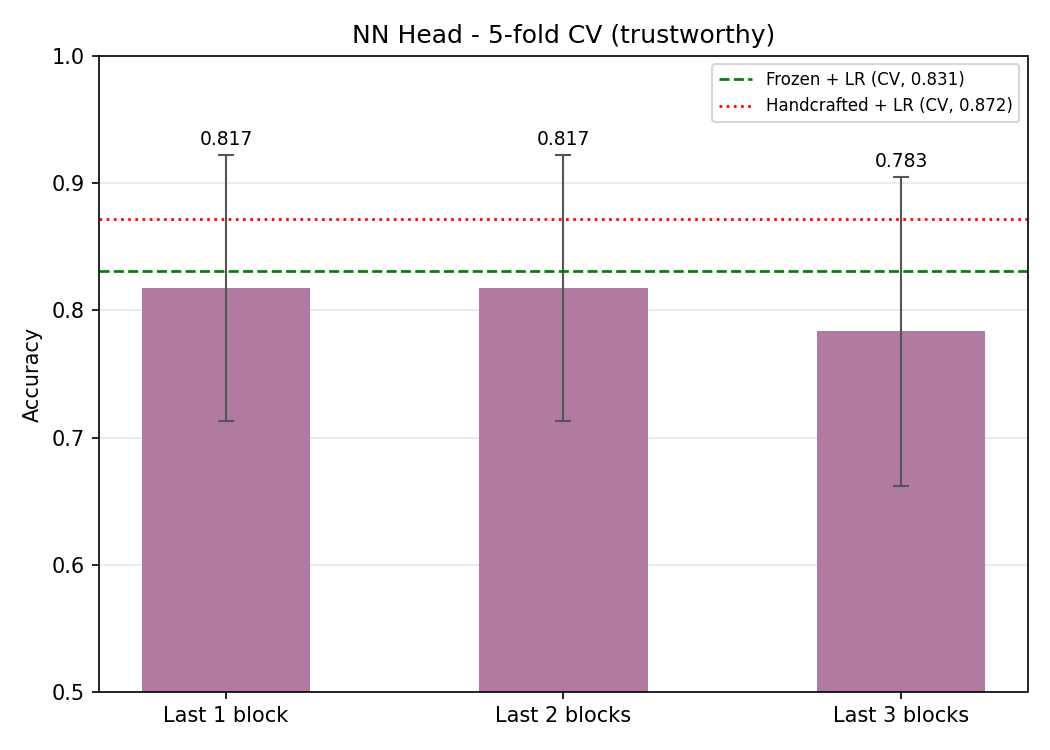 NN Head - 5-fold CV (trustworthy)
Frozen + LR (CV, 0.831)
Handcrafted + LR (CV, 0.872)
Accuracy
1.0
0.9
0.8
0.7
0.6
0.5
0.817
0.817
0.783
Last 1 block
Last 2 blocks
Last 3 blocks